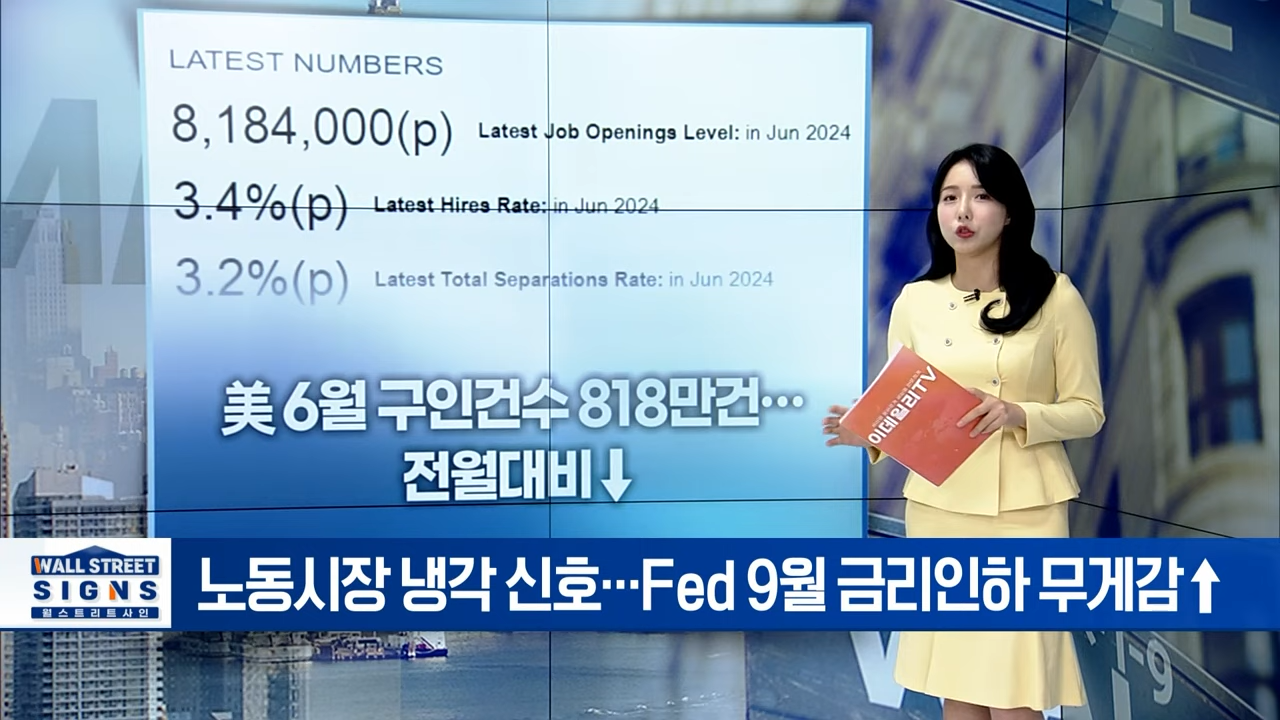 LATEST NUMBERS
8,184,000(p) Latest Job Openings Level: in Jun 2024
3.4%(p) Latest Hires Rate: in Jun 2024
3.2%(p) Latest Total Separations Rate: in Jun 2024
美 6월 구인건수 818만건…
전월대비↓
이데일리TV
WALL STREET
SIGNS
월스트리트사인
노동시장 냉각 신호…Fed 9월 금리인하 무게감↑
-9